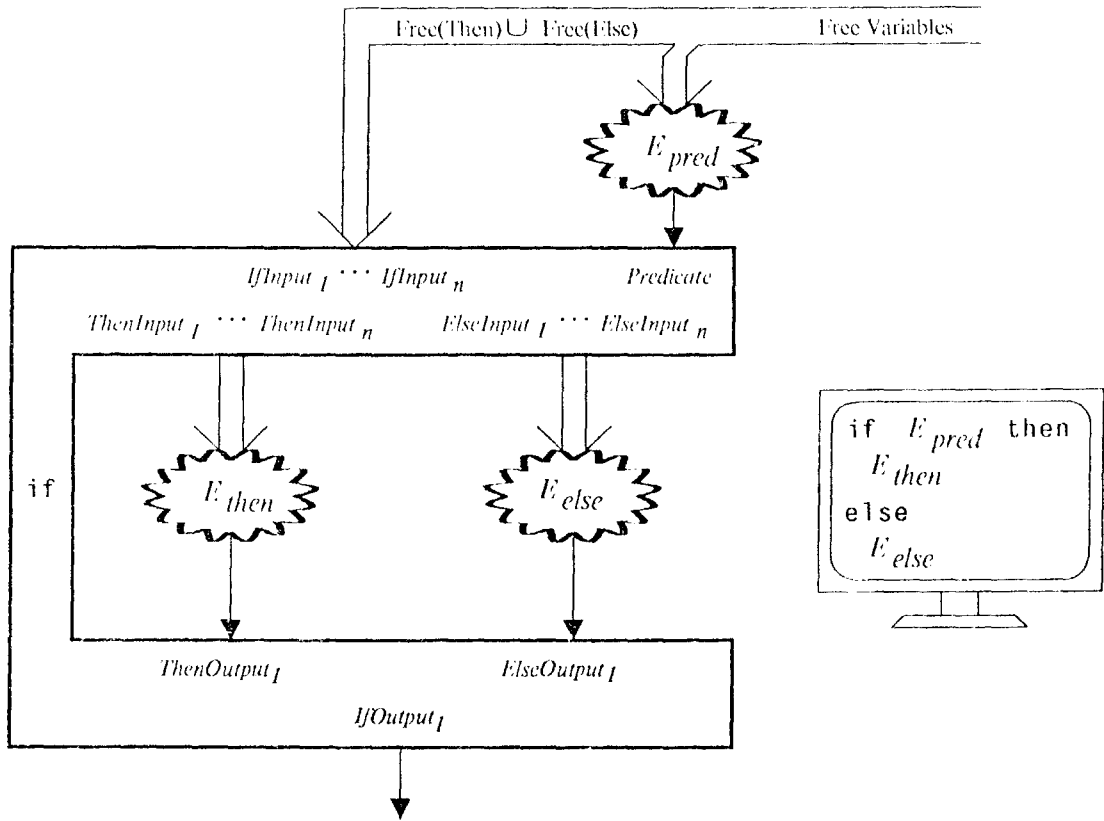 Free(Then) ∪ Free(Else) Free Variables
E pred
IfInput 1 ··· IfInput n Predicate
ThenInput 1 ··· ThenInput n ElseInput 1 ··· ElseInput n
if
E then
E else
ThenOutput 1 ElseOutput 1
IfOutput 1
if E pred then
E then
else
E else